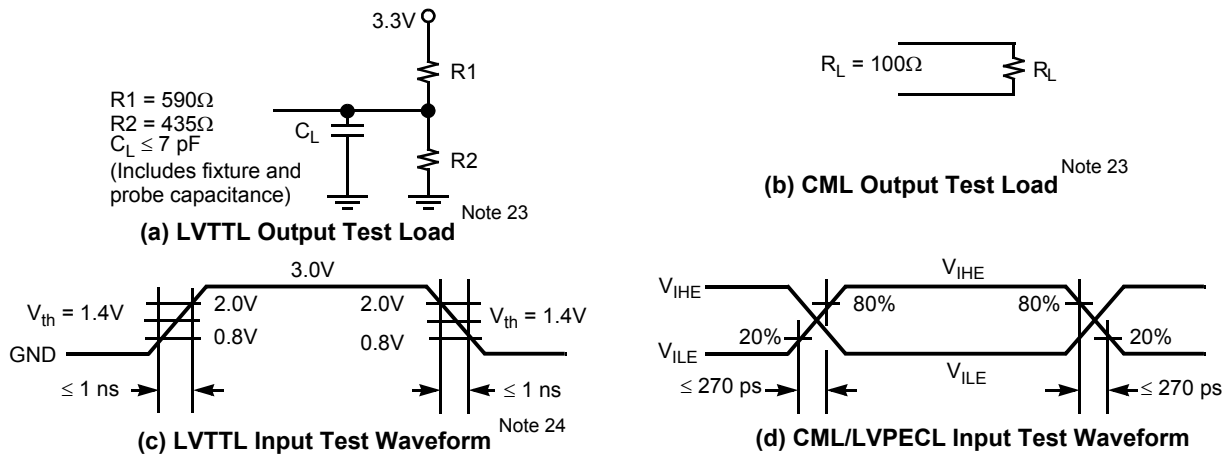 3.3V
R1
R1 = 590Ω
R2 = 435Ω
C_L ≤ 7 pF
(Includes fixture and
probe capacitance)
C_L
R2
Note 23
(a) LVTTL Output Test Load
R_L = 100Ω
R_L
(b) CML Output Test Load Note 23
3.0V
V_th = 1.4V
2.0V
0.8V
2.0V
0.8V
V_th = 1.4V
GND
≤ 1 ns
≤ 1 ns
(c) LVTTL Input Test Waveform Note 24
V_IHE
V_IHE
80%
80%
20%
20%
V_ILE
V_ILE
≤ 270 ps
≤ 270 ps
(d) CML/LVPECL Input Test Waveform